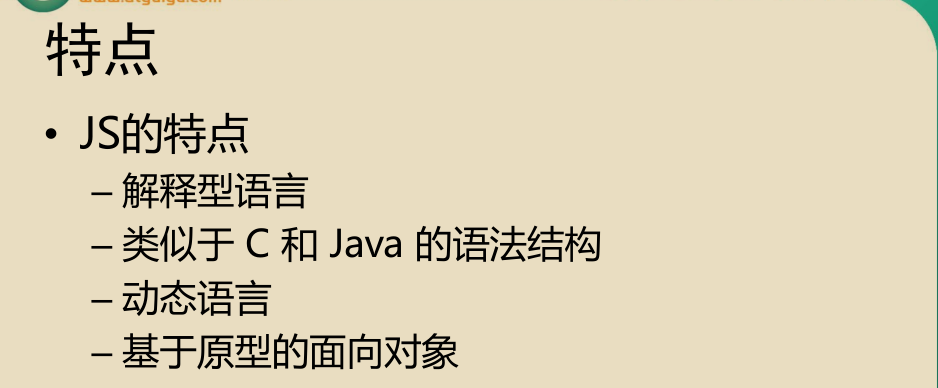 特点
• JS的特点
– 解释型语言
– 类似于 C 和 Java 的语法结构
– 动态语言
– 基于原型的面向对象